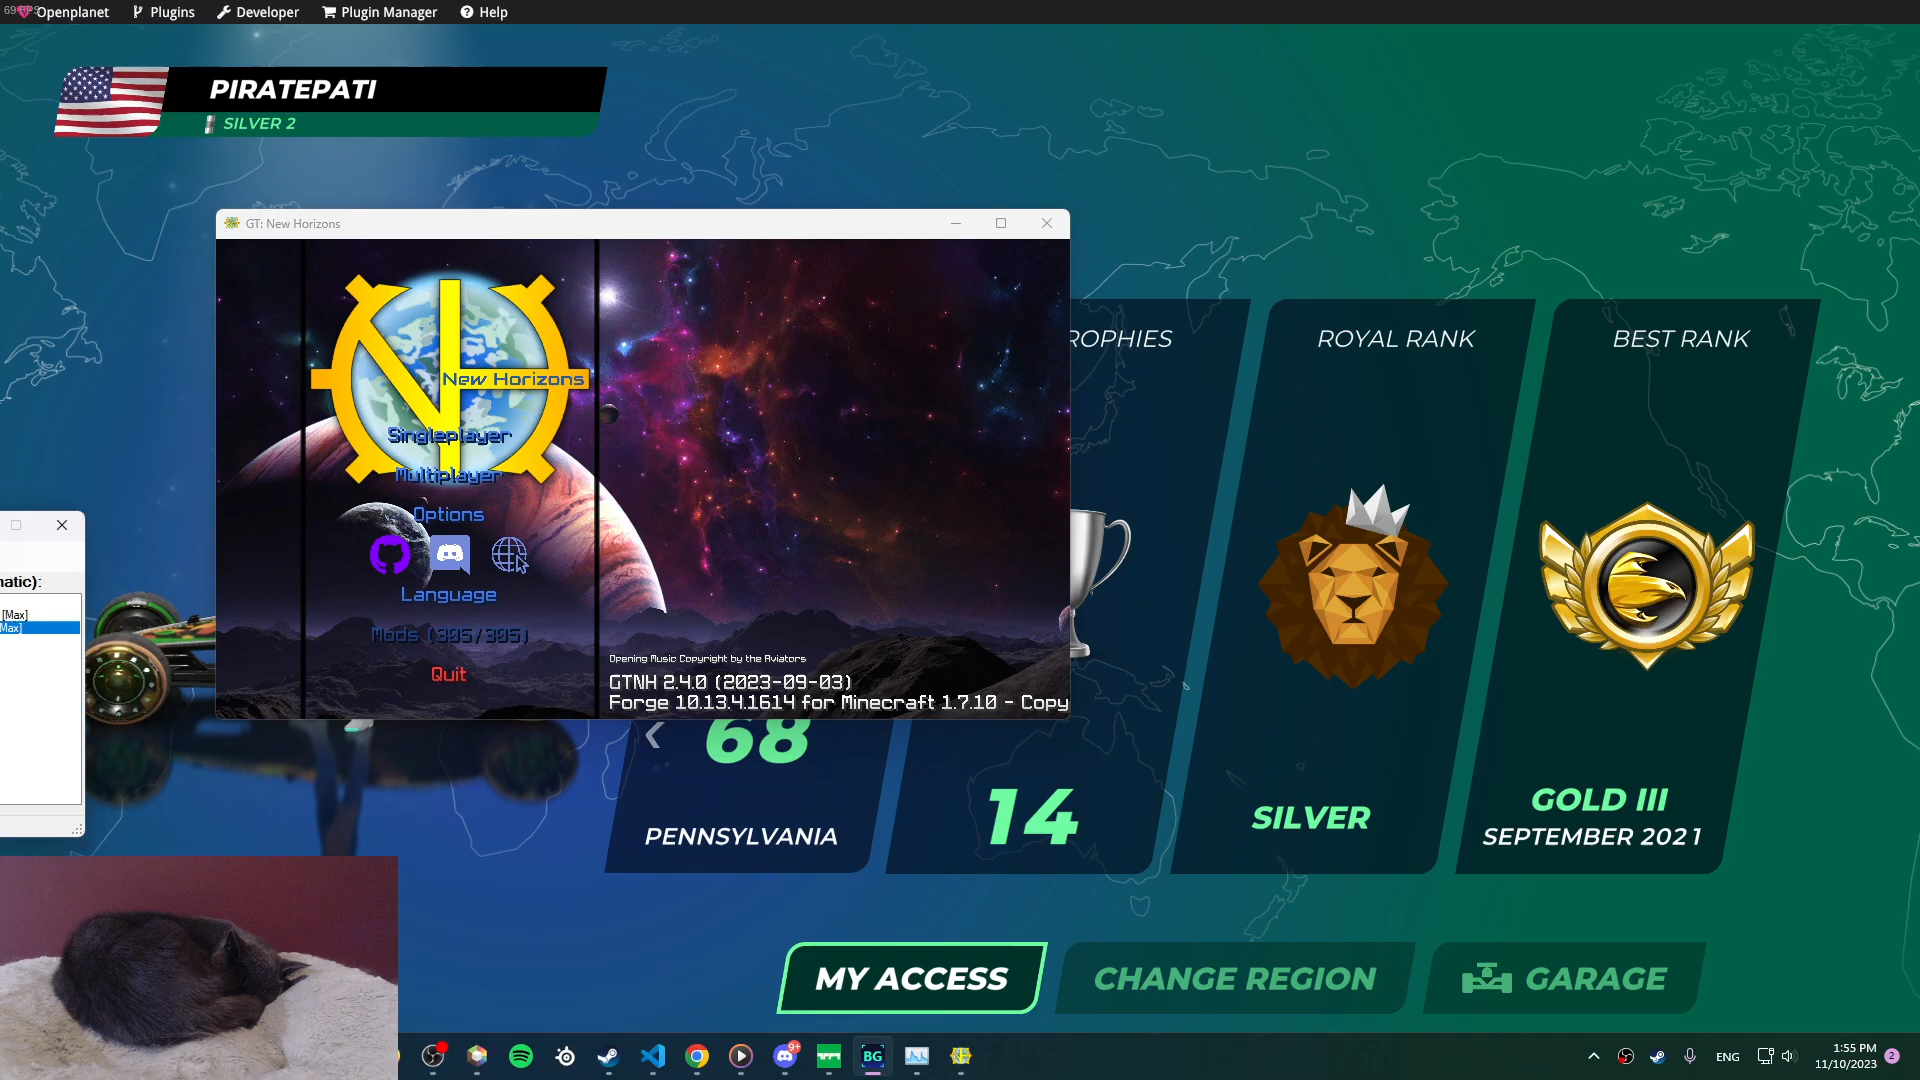 Openplanet Plugins Developer Plugin Manager Help
PIRATEPATI
SILVER 2
GT: New Horizons
New Horizons
Singleplayer
Multiplayer
Options
Language
Mods (305/305)
Quit
Opening Music Copyright by the Aviators
GTNH 2.4.0 (2023-09-03)
Forge 10.13.4.1614 for Minecraft 1.7.10 - Copy
natic):
[Max]
Max]
68
PENNSYLVANIA
ROPHIES
14
ROYAL RANK
SILVER
BEST RANK
GOLD III
SEPTEMBER 2021
MY ACCESS
CHANGE REGION
GARAGE
9+
BG
ENG
1:55 PM
11/10/2023
2